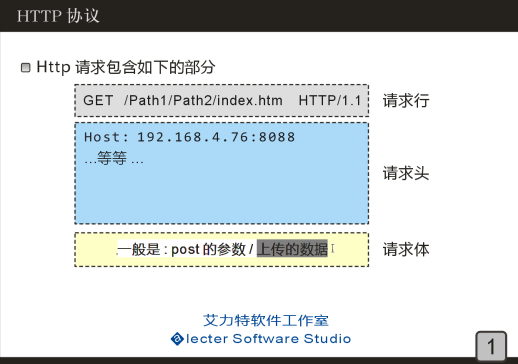 HTTP 协议
Http 请求包含如下的部分
GET /Path1/Path2/index.htm HTTP/1.1 请求行
Host: 192.168.4.76:8088
...等等 ... 请求头
一般是 : post 的参数 / 上传的数据 请求体
艾力特软件工作室
alecter Software Studio
1